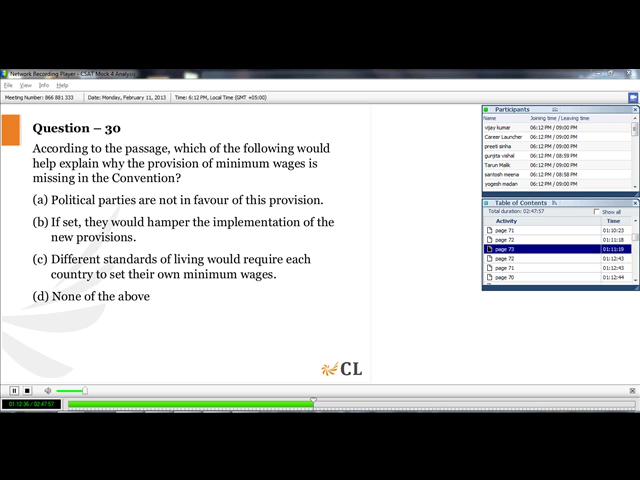 Network Recording Player - CSAT Mock 4 Analysis
File View Info Help
Meeting Number: 866 881 333 Date: Monday, February 11, 2013 Time: 6:12 PM, Local Time (GMT +05:00)
Question – 30
According to the passage, which of the following would
help explain why the provision of minimum wages is
missing in the Convention?
(a) Political parties are not in favour of this provision.
(b) If set, they would hamper the implementation of the
new provisions.
(c) Different standards of living would require each
country to set their own minimum wages.
(d) None of the above
CL
Participants
Name Joining time / Leaving time
vijay kumar 06:12 PM / 09:00 PM
Career Launcher 06:12 PM / 09:00 PM
preeti sinha 06:12 PM / 09:00 PM
gunjita vishal 06:12 PM / 08:58 PM
Tarun Malik 06:12 PM / 09:00 PM
santosh meena 06:12 PM / 08:58 PM
yogesh madan 06:12 PM / 09:00 PM
Table of Contents
Total duration: 02:47:57 Show all
Activity Time
page 71 01:10:23
page 72 01:11:18
page 73 01:11:19
page 72 01:12:43
page 71 01:12:43
page 70 01:12:44
01:12:36 / 02:47:57